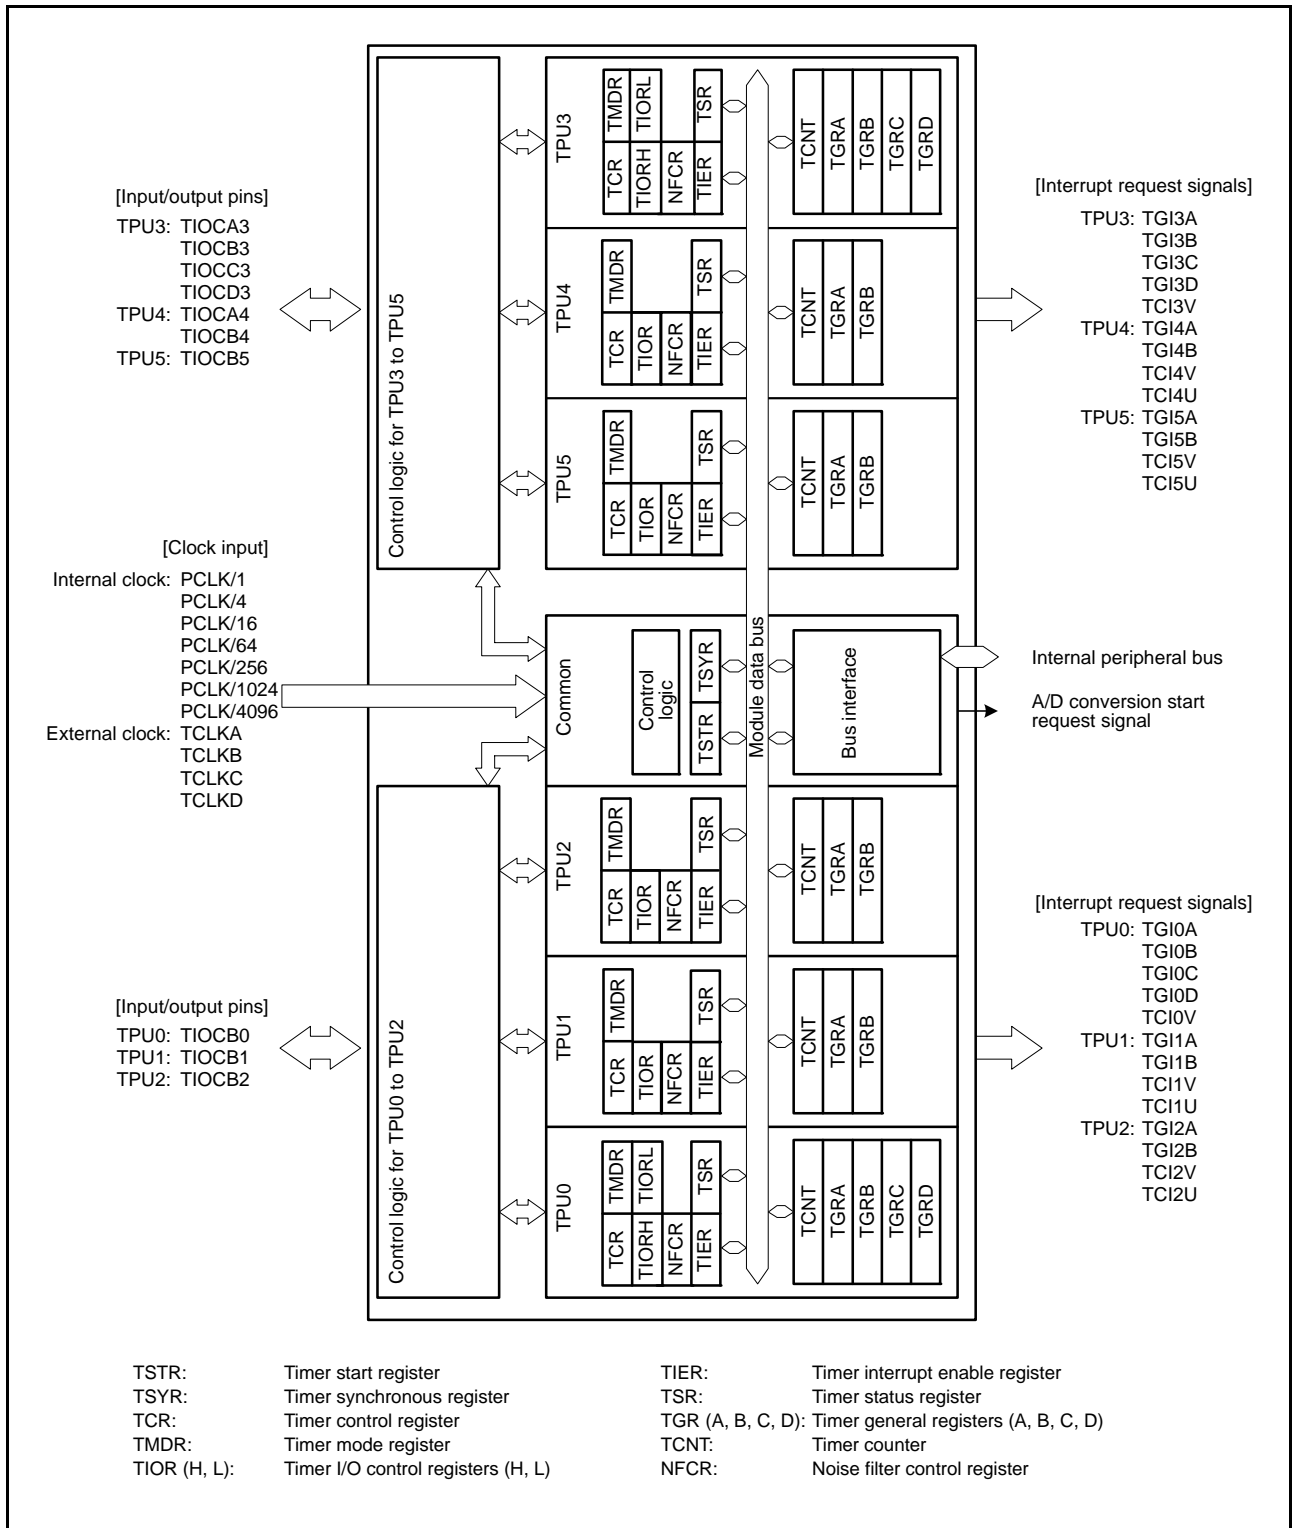 [Input/output pins]
TPU3: TIOCA3
TIOCB3
TIOCC3
TIOCD3
TPU4: TIOCA4
TIOCB4
TPU5: TIOCB5
[Clock input]
Internal clock: PCLK/1
PCLK/4
PCLK/16
PCLK/64
PCLK/256
PCLK/1024
PCLK/4096
External clock: TCLKA
TCLKB
TCLKC
TCLKD
[Input/output pins]
TPU0: TIOCB0
TPU1: TIOCB1
TPU2: TIOCB2
Control logic for TPU3 to TPU5
Control logic for TPU0 to TPU2
TPU3
TCR
TMDR
TIORH
TIORL
NFCR
TIER
TSR
TCNT
TGRA
TGRB
TGRC
TGRD
TPU4
TCR
TMDR
TIOR
NFCR
TIER
TSR
TCNT
TGRA
TGRB
TPU5
TCR
TMDR
TIOR
NFCR
TIER
TSR
TCNT
TGRA
TGRB
Common
Control
logic
TSTR
TSYR
Module data bus
Bus interface
TPU2
TCR
TMDR
TIOR
NFCR
TIER
TSR
TCNT
TGRA
TGRB
TPU1
TCR
TMDR
TIOR
NFCR
TIER
TSR
TCNT
TGRA
TGRB
TPU0
TCR
TMDR
TIORH
TIORL
NFCR
TIER
TSR
TCNT
TGRA
TGRB
TGRC
TGRD
[Interrupt request signals]
TPU3: TGI3A
TGI3B
TGI3C
TGI3D
TCI3V
TPU4: TGI4A
TGI4B
TCI4V
TCI4U
TPU5: TGI5A
TGI5B
TCI5V
TCI5U
Internal peripheral bus
A/D conversion start
request signal
[Interrupt request signals]
TPU0: TGI0A
TGI0B
TGI0C
TGI0D
TCI0V
TPU1: TGI1A
TGI1B
TCI1V
TCI1U
TPU2: TGI2A
TGI2B
TCI2V
TCI2U
TSTR: Timer start register
TSYR: Timer synchronous register
TCR: Timer control register
TMDR: Timer mode register
TIOR (H, L): Timer I/O control registers (H, L)
TIER: Timer interrupt enable register
TSR: Timer status register
TGR (A, B, C, D): Timer general registers (A, B, C, D)
TCNT: Timer counter
NFCR: Noise filter control register